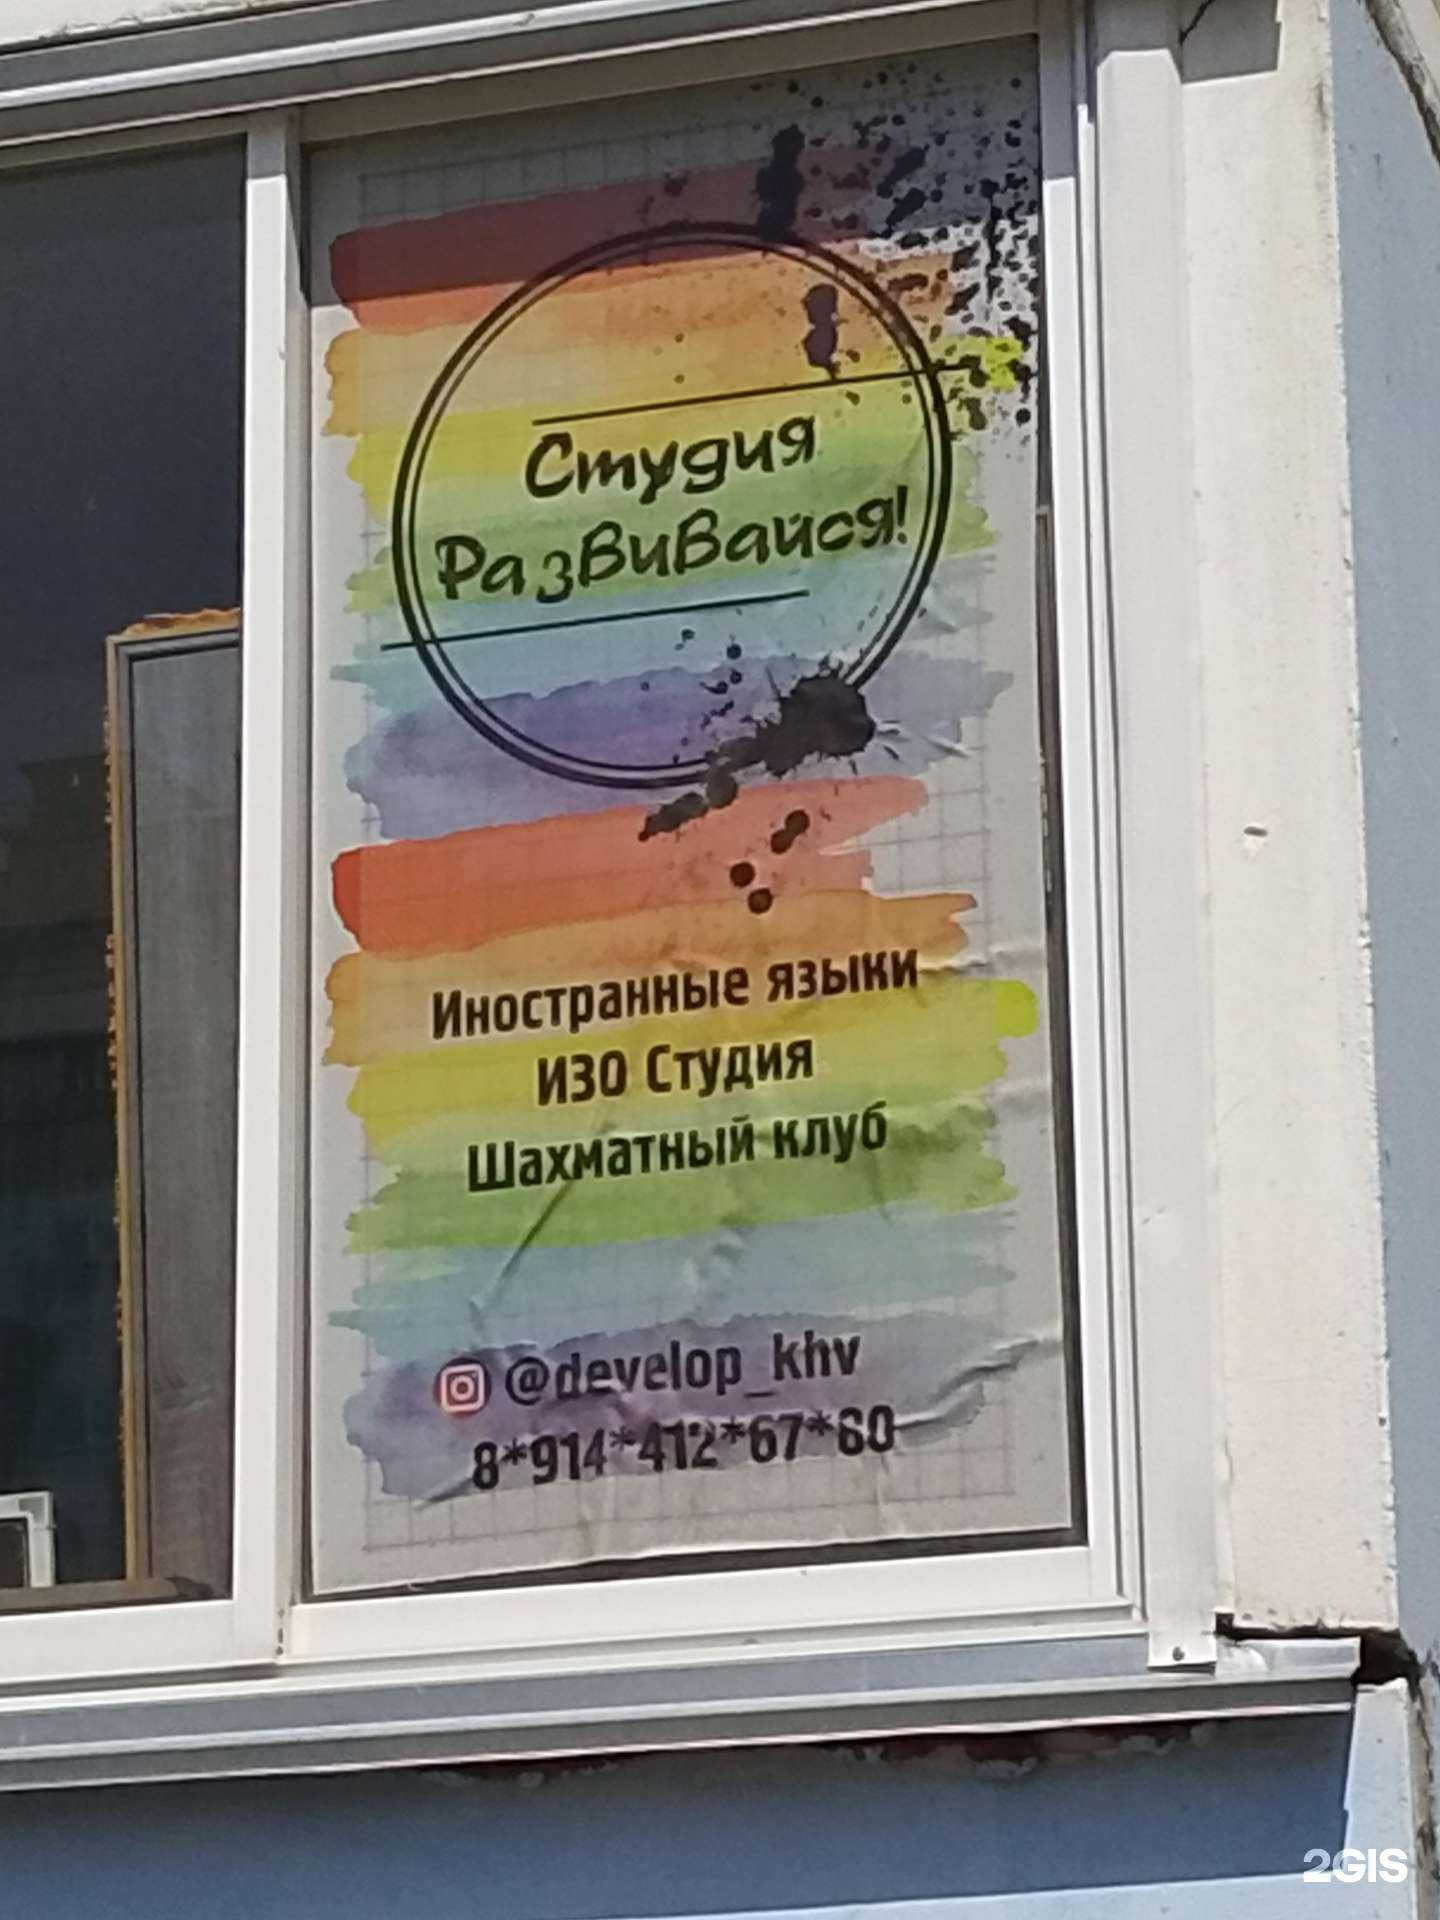 Студия
Развивайся!
Иностранные языки
ИЗО Студия
Шахматный клуб
@develop_khv
8*914*412*67*60
2GIS